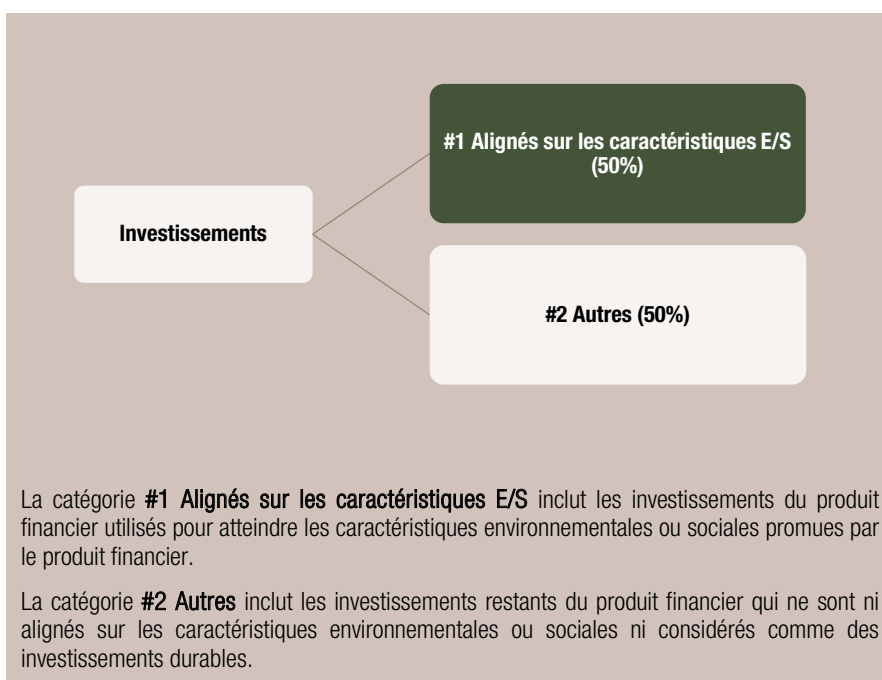 #1 Alignés sur les caractéristiques E/S
(50%)
Investissements
#2 Autres (50%)
La catégorie #1 Alignés sur les caractéristiques E/S inclut les investissements du produit
financier utilisés pour atteindre les caractéristiques environnementales ou sociales promues par
le produit financier.
La catégorie #2 Autres inclut les investissements restants du produit financier qui ne sont ni
alignés sur les caractéristiques environnementales ou sociales ni considérés comme des
investissements durables.